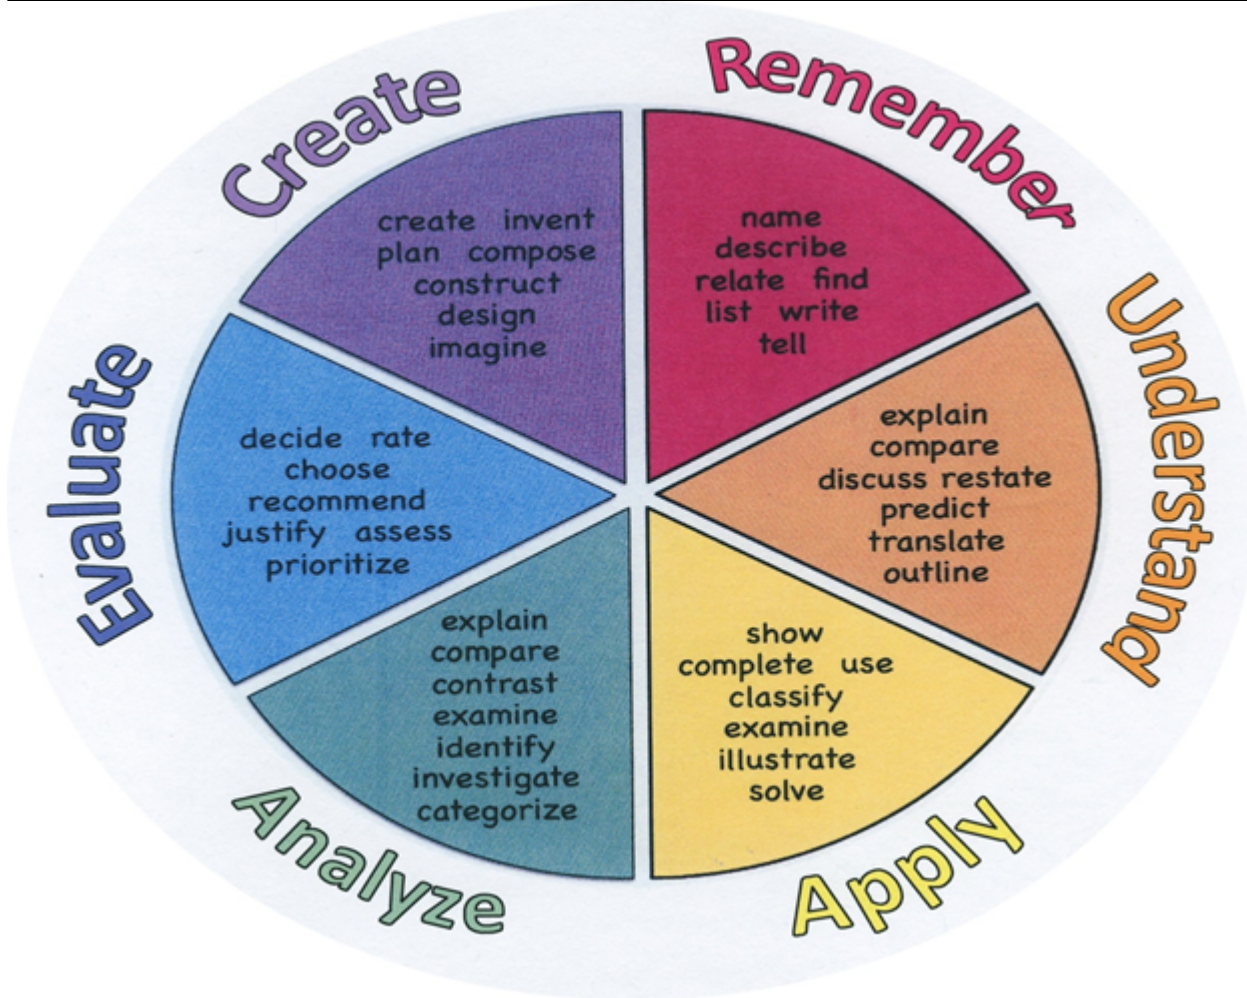 Remember
name
describe
relate find
list write
tell
Understand
explain
compare
discuss restate
predict
translate
outline
Apply
show
complete use
classify
examine
illustrate
solve
Analyze
explain
compare
contrast
examine
identify
investigate
categorize
Evaluate
decide rate
choose
recommend
justify assess
prioritize
Create
create invent
plan compose
construct
design
imagine